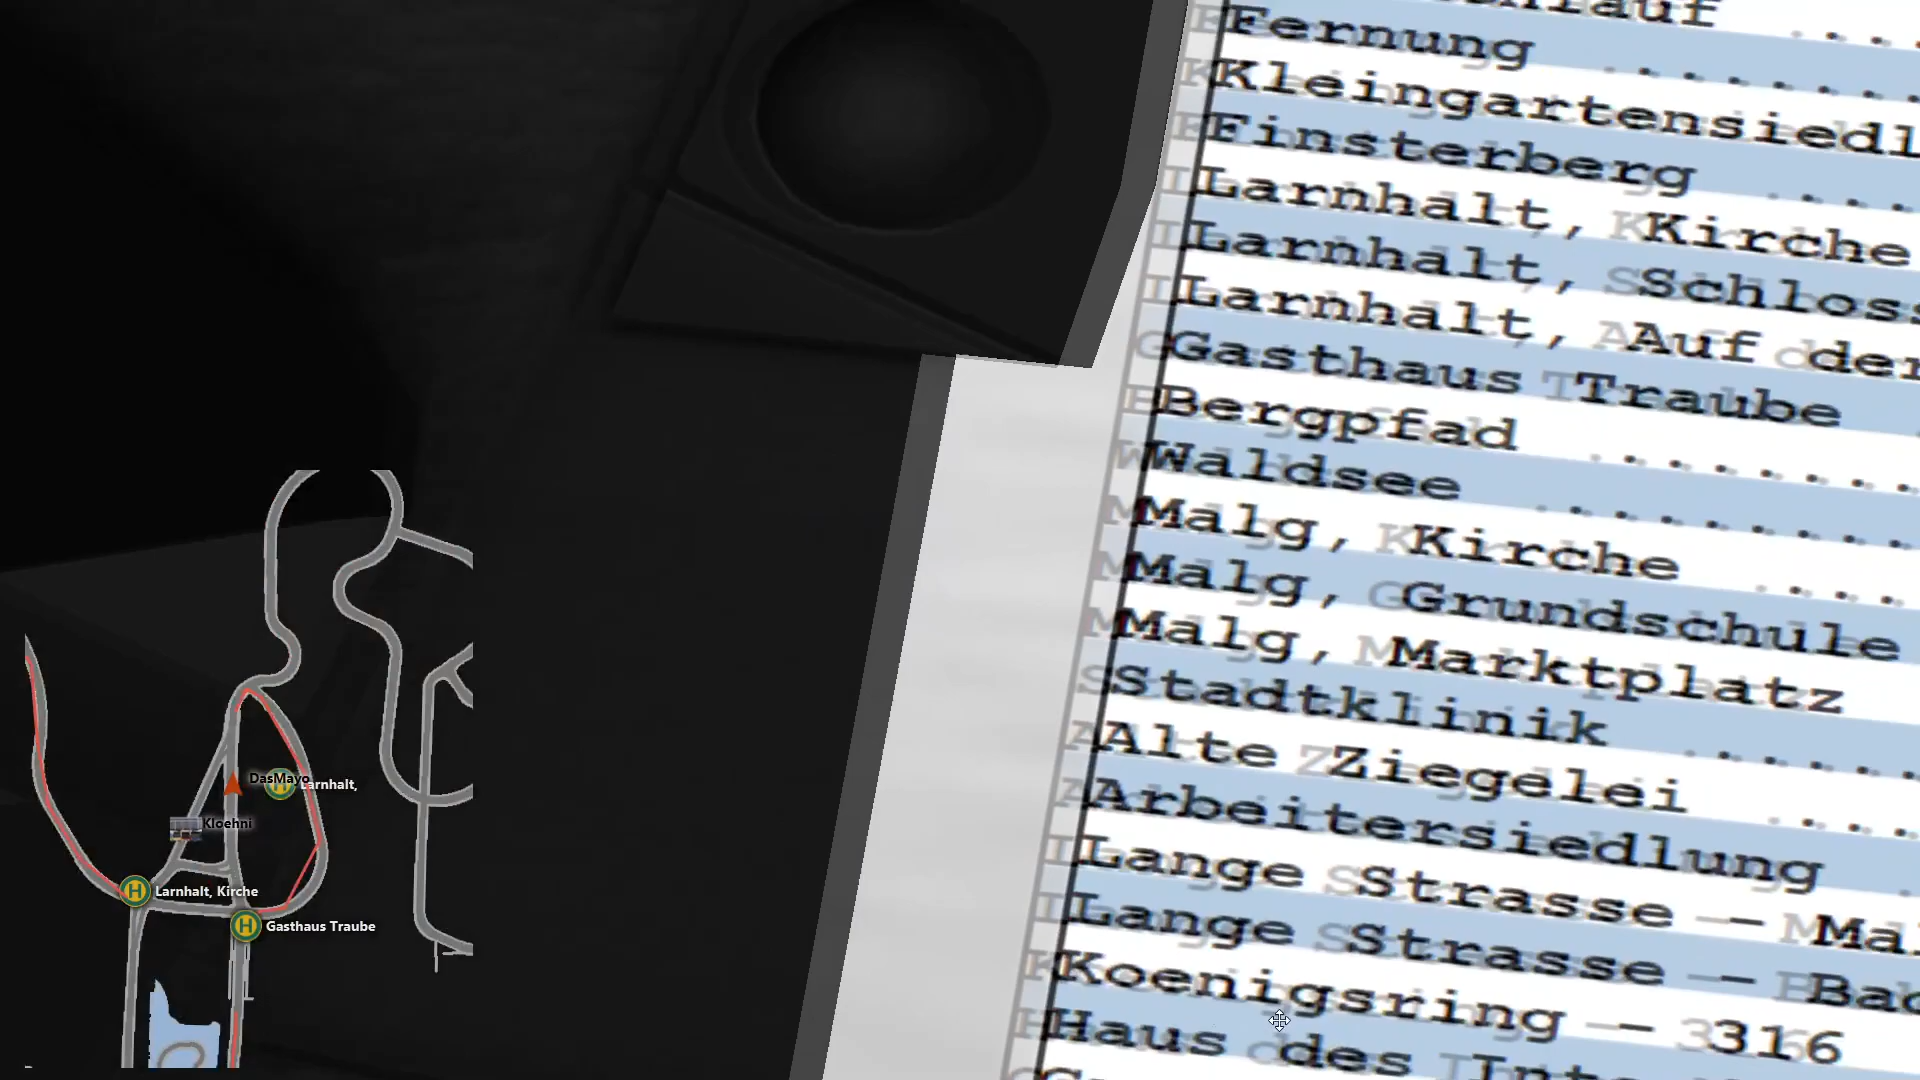 Fernung
Kleingartensiedl
Finsterberg
Larnhalt, Kirche
Larnhalt, Schloss
Larnhalt, Auf der
Gasthaus Traube
Bergpfad
Waldsee
Malg, Kirche
Malg, Grundschule
Malg, Marktplatz
Stadtklinik
Alte Ziegelei
Arbeitersiedlung
Lange Strasse - Ma
Lange Strasse - Bad
Koenigsring - 316
Haus des
DasMayo
H Larnhalt,
Kloehni
H Larnhalt, Kirche
H Gasthaus Traube